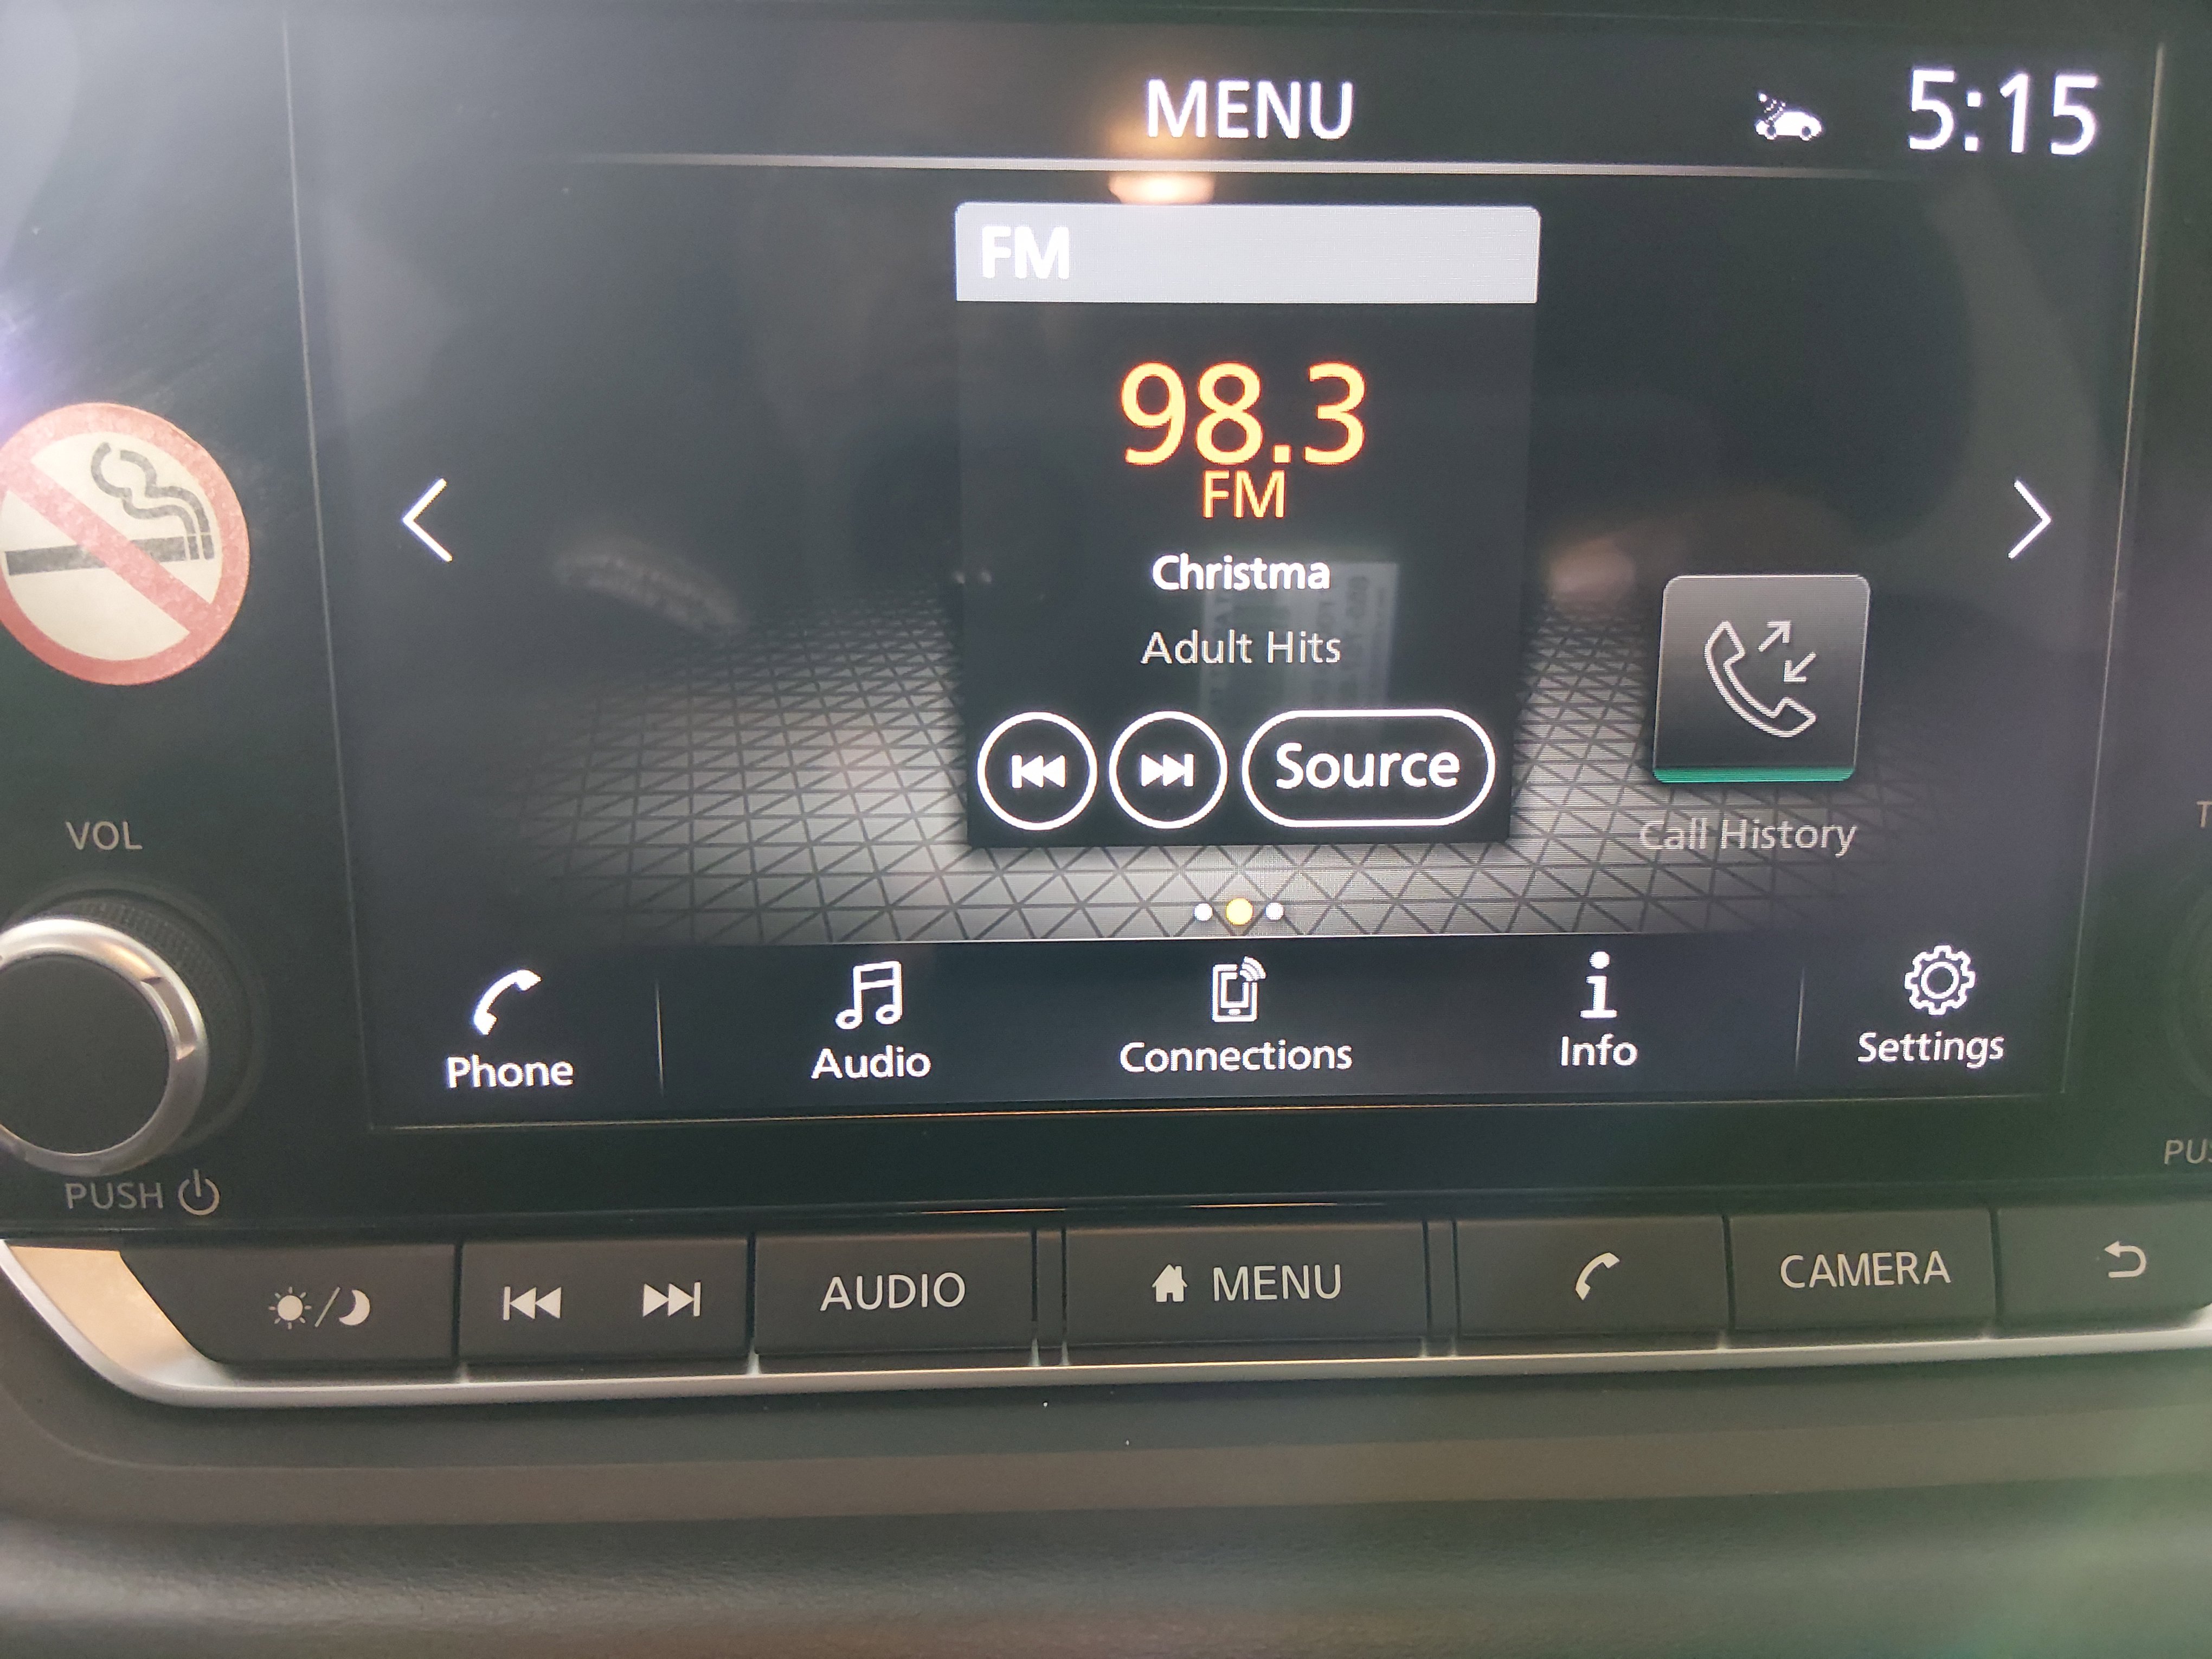 MENU
5:15
FM
98.3
FM
Christma
Adult Hits
Source
Call History
VOL
Phone
Audio
Connections
Info
Settings
PUSH
AUDIO
MENU
CAMERA